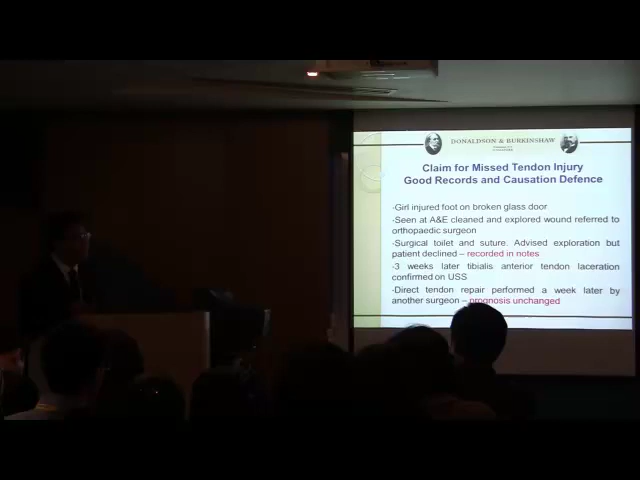 DONALDSON & BURKINSHAW
Claim for Missed Tendon Injury
Good Records and Causation Defence
-Girl injured foot on broken glass door
-Seen at A&E cleaned and explored wound referred to
orthopaedic surgeon
-Surgical toilet and suture. Advised exploration but
patient declined – recorded in notes
-3 weeks later tibialis anterior tendon laceration
confirmed on USS
-Direct tendon repair performed a week later by
another surgeon – prognosis unchanged